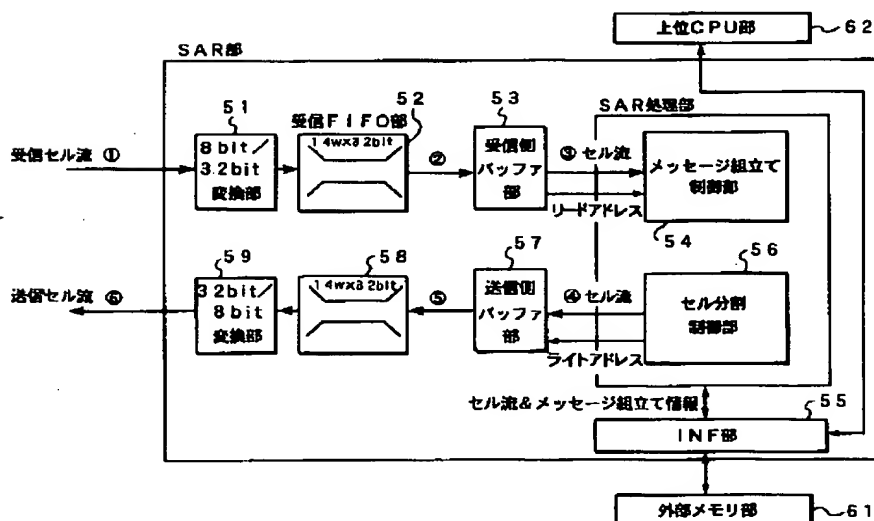 上位CPU部
62
SAR部
51
8bit/
32bit
変換部
受信FIFO部
52
14w×32bit
53
受信側
バッファ部
SAR処理部
受信セル流 ①
②
③ セル流
リードアドレス
メッセージ組立て
制御部
54
59
32bit/
8bit
変換部
58
14w×32bit
57
送信側
バッファ部
56
セル分割
制御部
送信セル流 ⑥
⑤
④ セル流
ライトアドレス
セル流&メッセージ組立て情報
55
INF部
外部メモリ部
61